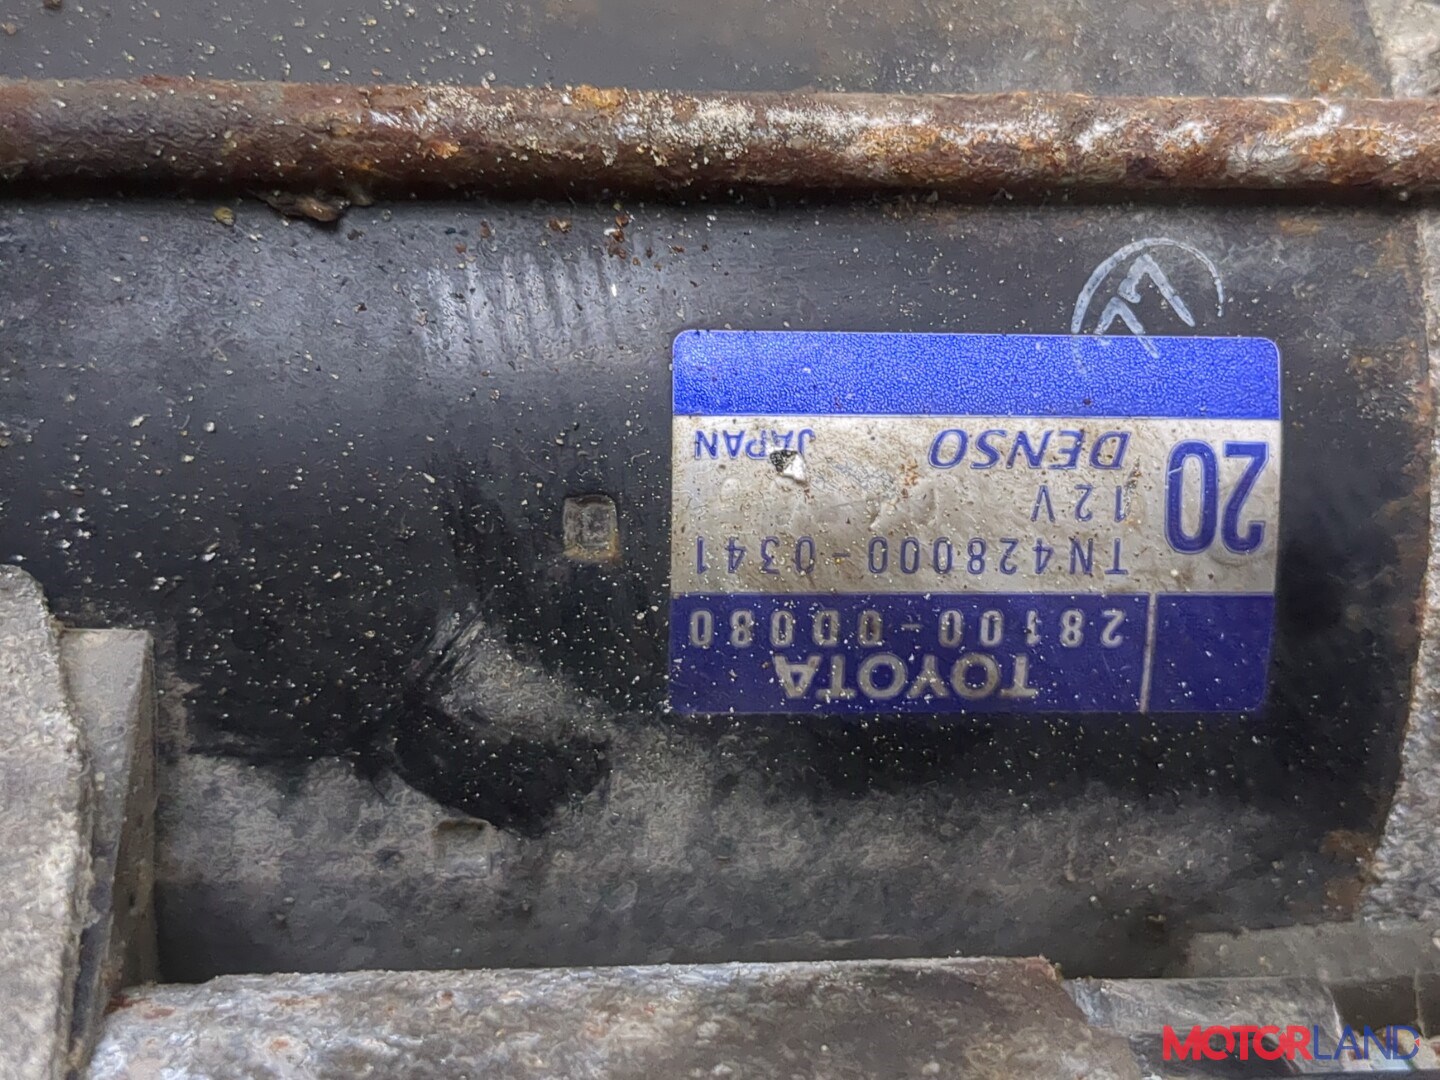 TOYOTA
28100-0D080
TN428000-0341
12V
20
DENSO JAPAN
MOTORLAND